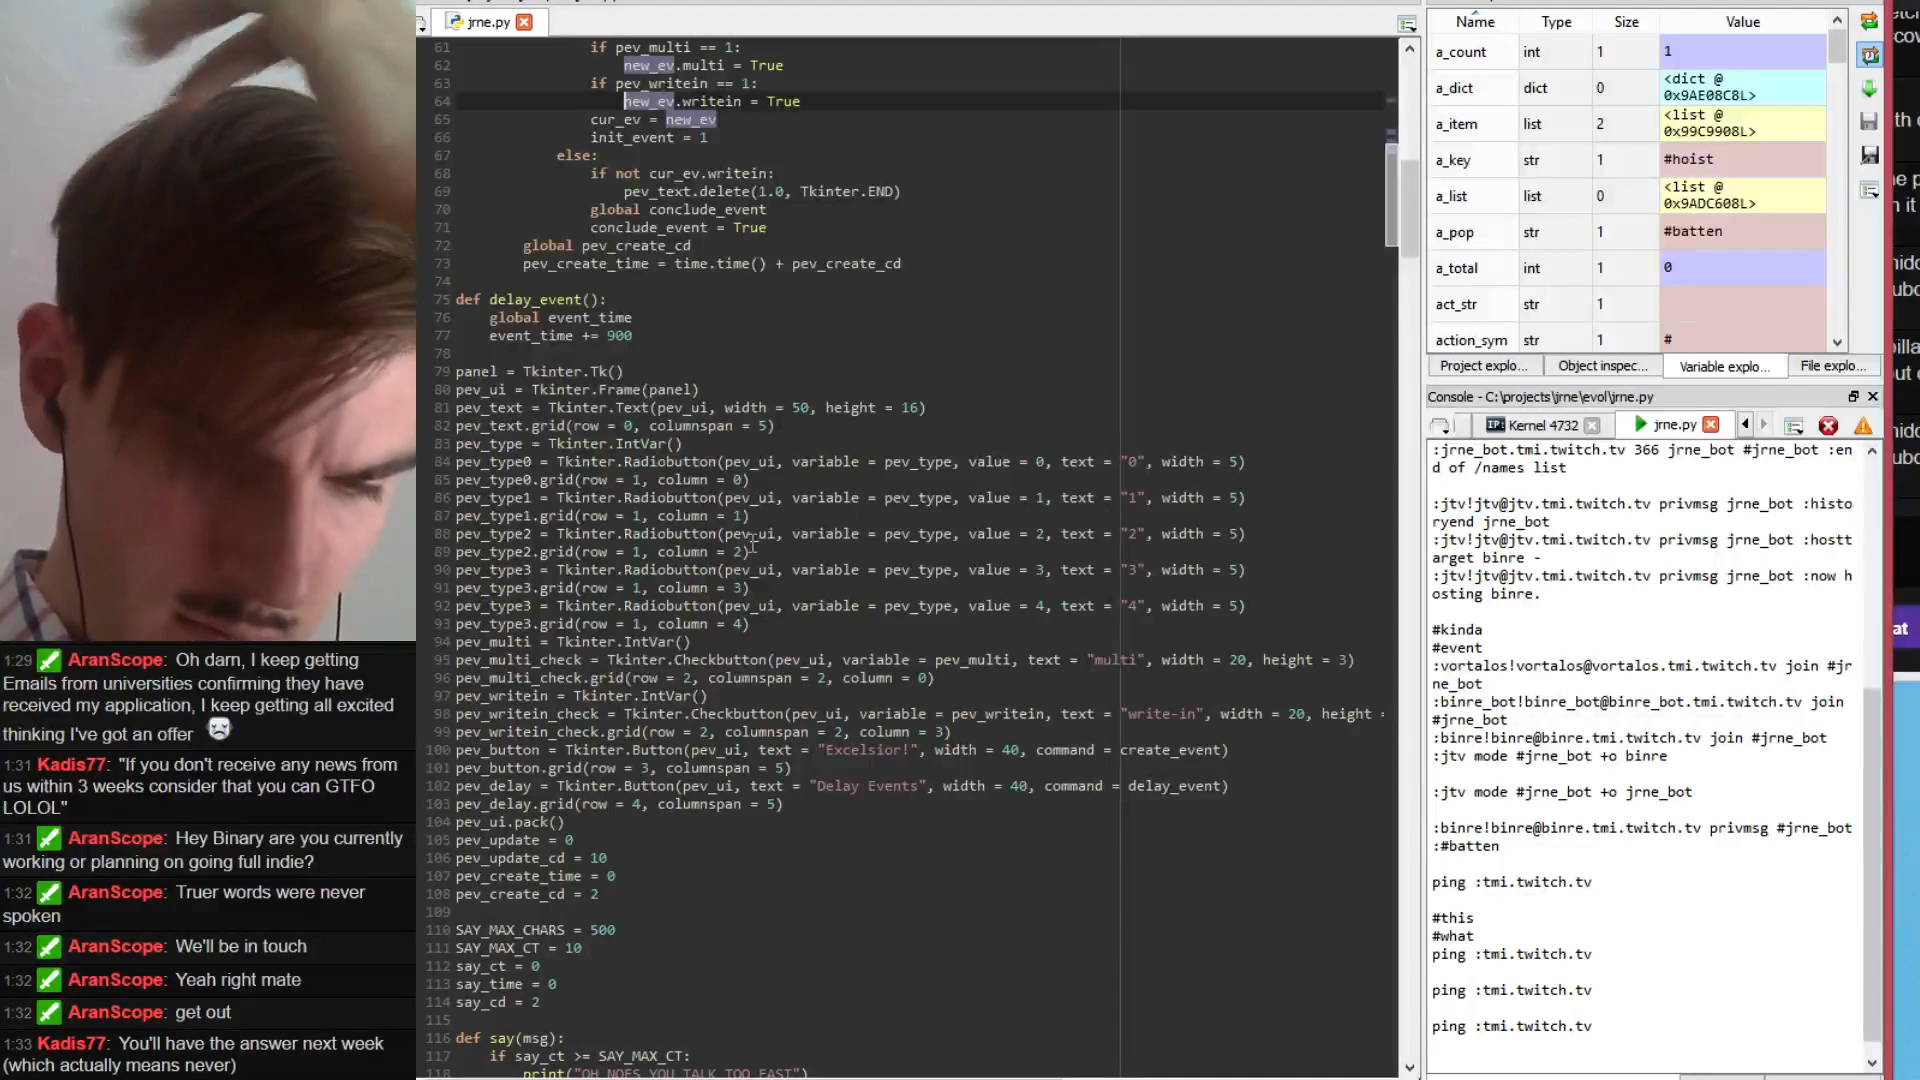 jrne.py
61 if pev_multi == 1:
62 new_ev.multi = True
63 if pev_writein == 1:
64 new_ev.writein = True
65 cur_ev = new_ev
66 init_event = 1
67 else:
68 if not cur_ev.writein:
69 pev_text.delete(1.0, Tkinter.END)
70 global conclude_event
71 conclude_event = True
72 global pev_create_cd
73 pev_create_time = time.time() + pev_create_cd
74
75 def delay_event():
76 global event_time
77 event_time += 900
78
79 panel = Tkinter.Tk()
80 pev_ui = Tkinter.Frame(panel)
81 pev_text = Tkinter.Text(pev_ui, width = 50, height = 16)
82 pev_text.grid(row = 0, columnspan = 5)
83 pev_type = Tkinter.IntVar()
84 pev_type0 = Tkinter.Radiobutton(pev_ui, variable = pev_type, value = 0, text = "0", width = 5)
85 pev_type0.grid(row = 1, column = 0)
86 pev_type1 = Tkinter.Radiobutton(pev_ui, variable = pev_type, value = 1, text = "1", width = 5)
87 pev_type1.grid(row = 1, column = 1)
88 pev_type2 = Tkinter.Radiobutton(pev_ui, variable = pev_type, value = 2, text = "2", width = 5)
89 pev_type2.grid(row = 1, column = 2)
90 pev_type3 = Tkinter.Radiobutton(pev_ui, variable = pev_type, value = 3, text = "3", width = 5)
91 pev_type3.grid(row = 1, column = 3)
92 pev_type3 = Tkinter.Radiobutton(pev_ui, variable = pev_type, value = 4, text = "4", width = 5)
93 pev_type3.grid(row = 1, column = 4)
94 pev_multi = Tkinter.IntVar()
95 pev_multi_check = Tkinter.Checkbutton(pev_ui, variable = pev_multi, text = "multi", width = 20, height = 3)
96 pev_multi_check.grid(row = 2, columnspan = 2, column = 0)
97 pev_writein = Tkinter.IntVar()
98 pev_writein_check = Tkinter.Checkbutton(pev_ui, variable = pev_writein, text = "write-in", width = 20, height =
99 pev_writein_check.grid(row = 2, columnspan = 2, column = 3)
100 pev_button = Tkinter.Button(pev_ui, text = "Excelsior!", width = 40, command = create_event)
101 pev_button.grid(row = 3, columnspan = 5)
102 pev_delay = Tkinter.Button(pev_ui, text = "Delay Events", width = 40, command = delay_event)
103 pev_delay.grid(row = 4, columnspan = 5)
104 pev_ui.pack()
105 pev_update = 0
106 pev_update_cd = 10
107 pev_create_time = 0
108 pev_create_cd = 2
109
110 SAY_MAX_CHARS = 500
111 SAY_MAX_CT = 10
112 say_ct = 0
113 say_time = 0
114 say_cd = 2
115
116 def say(msg):
117 if say_ct >= SAY_MAX_CT:
118 print("OH NOES YOU TALK TOO FAST")
Name Type Size Value
a_count int 1 1
a_dict dict 0 <dict @
0x9AE08C8L>
a_item list 2 <list @
0x99C9908L>
a_key str 1 #hoist
a_list list 0 <list @
0x9ADC608L>
a_pop str 1 #batten
a_total int 1 0
act_str str 1
action_sym str 1 #
Project explo... Object inspec... Variable explo... File explo...
Console - C:\projects\jrne\evol\jrne.py
IP: Kernel 4732 jrne.py
:jrne_bot.tmi.twitch.tv 366 jrne_bot #jrne_bot :en
d of /names list
:jtv!jtv@jtv.tmi.twitch.tv privmsg jrne_bot :histo
ryend jrne_bot
:jtv!jtv@jtv.tmi.twitch.tv privmsg jrne_bot :hostt
target binre -
:jtv!jtv@jtv.tmi.twitch.tv privmsg jrne_bot :now h
osting binre.
#kinda
#event
:vortalos!vortalos@vortalos.tmi.twitch.tv join #jr
ne_bot
:binre_bot!binre_bot@binre_bot.tmi.twitch.tv join
#jrne_bot
:binre!binre@binre.tmi.twitch.tv join #jrne_bot
:jtv mode #jrne_bot +o binre
:jtv mode #jrne_bot +o jrne_bot
:binre!binre@binre.tmi.twitch.tv privmsg #jrne_bot
:#batten
ping :tmi.twitch.tv
#this
#what
ping :tmi.twitch.tv
ping :tmi.twitch.tv
ping :tmi.twitch.tv
1:29 AranScope: Oh darn, I keep getting
Emails from universities confirming they have
received my application, I keep getting all excited
thinking I've got an offer
1:31 Kadis77: "If you don't receive any news from
us within 3 weeks consider that you can GTFO
LOLOL"
1:31 AranScope: Hey Binary are you currently
working or planning on going full indie?
1:32 AranScope: Truer words were never
spoken
1:32 AranScope: We'll be in touch
1:32 AranScope: Yeah right mate
1:32 AranScope: get out
1:33 Kadis77: You'll have the answer next week
(which actually means never)